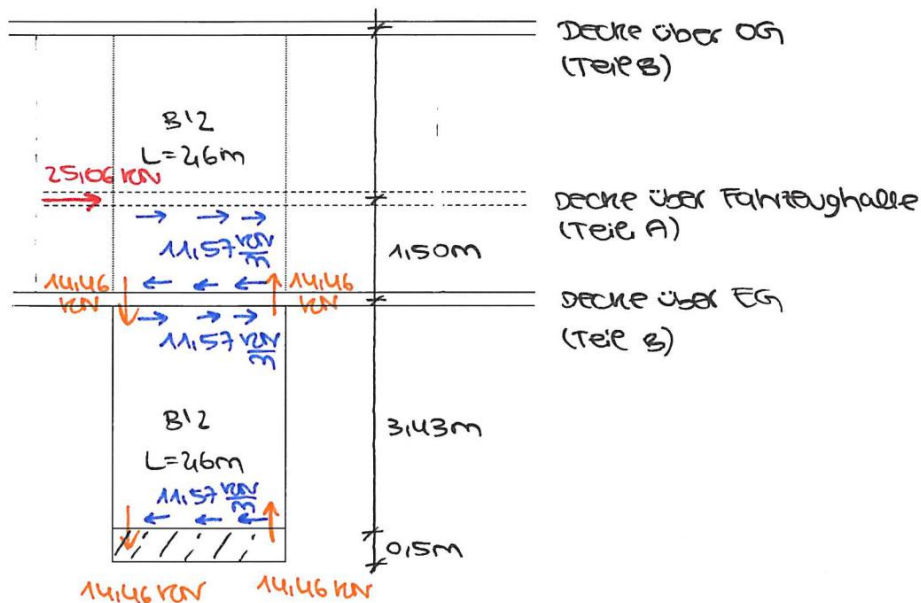 Decke über OG
(Teil B)
B12
L=2,6m
25,06 kN
Decke über Fahrzeughalle
(Teil A)
11,57 kN/m
1,50m
14,46 kN
14,46 kN
Decke über EG
(Teil B)
11,57 kN/m
B12
L=2,6m
3,43m
11,57 kN/m
0,5m
14,46 kN
14,46 kN